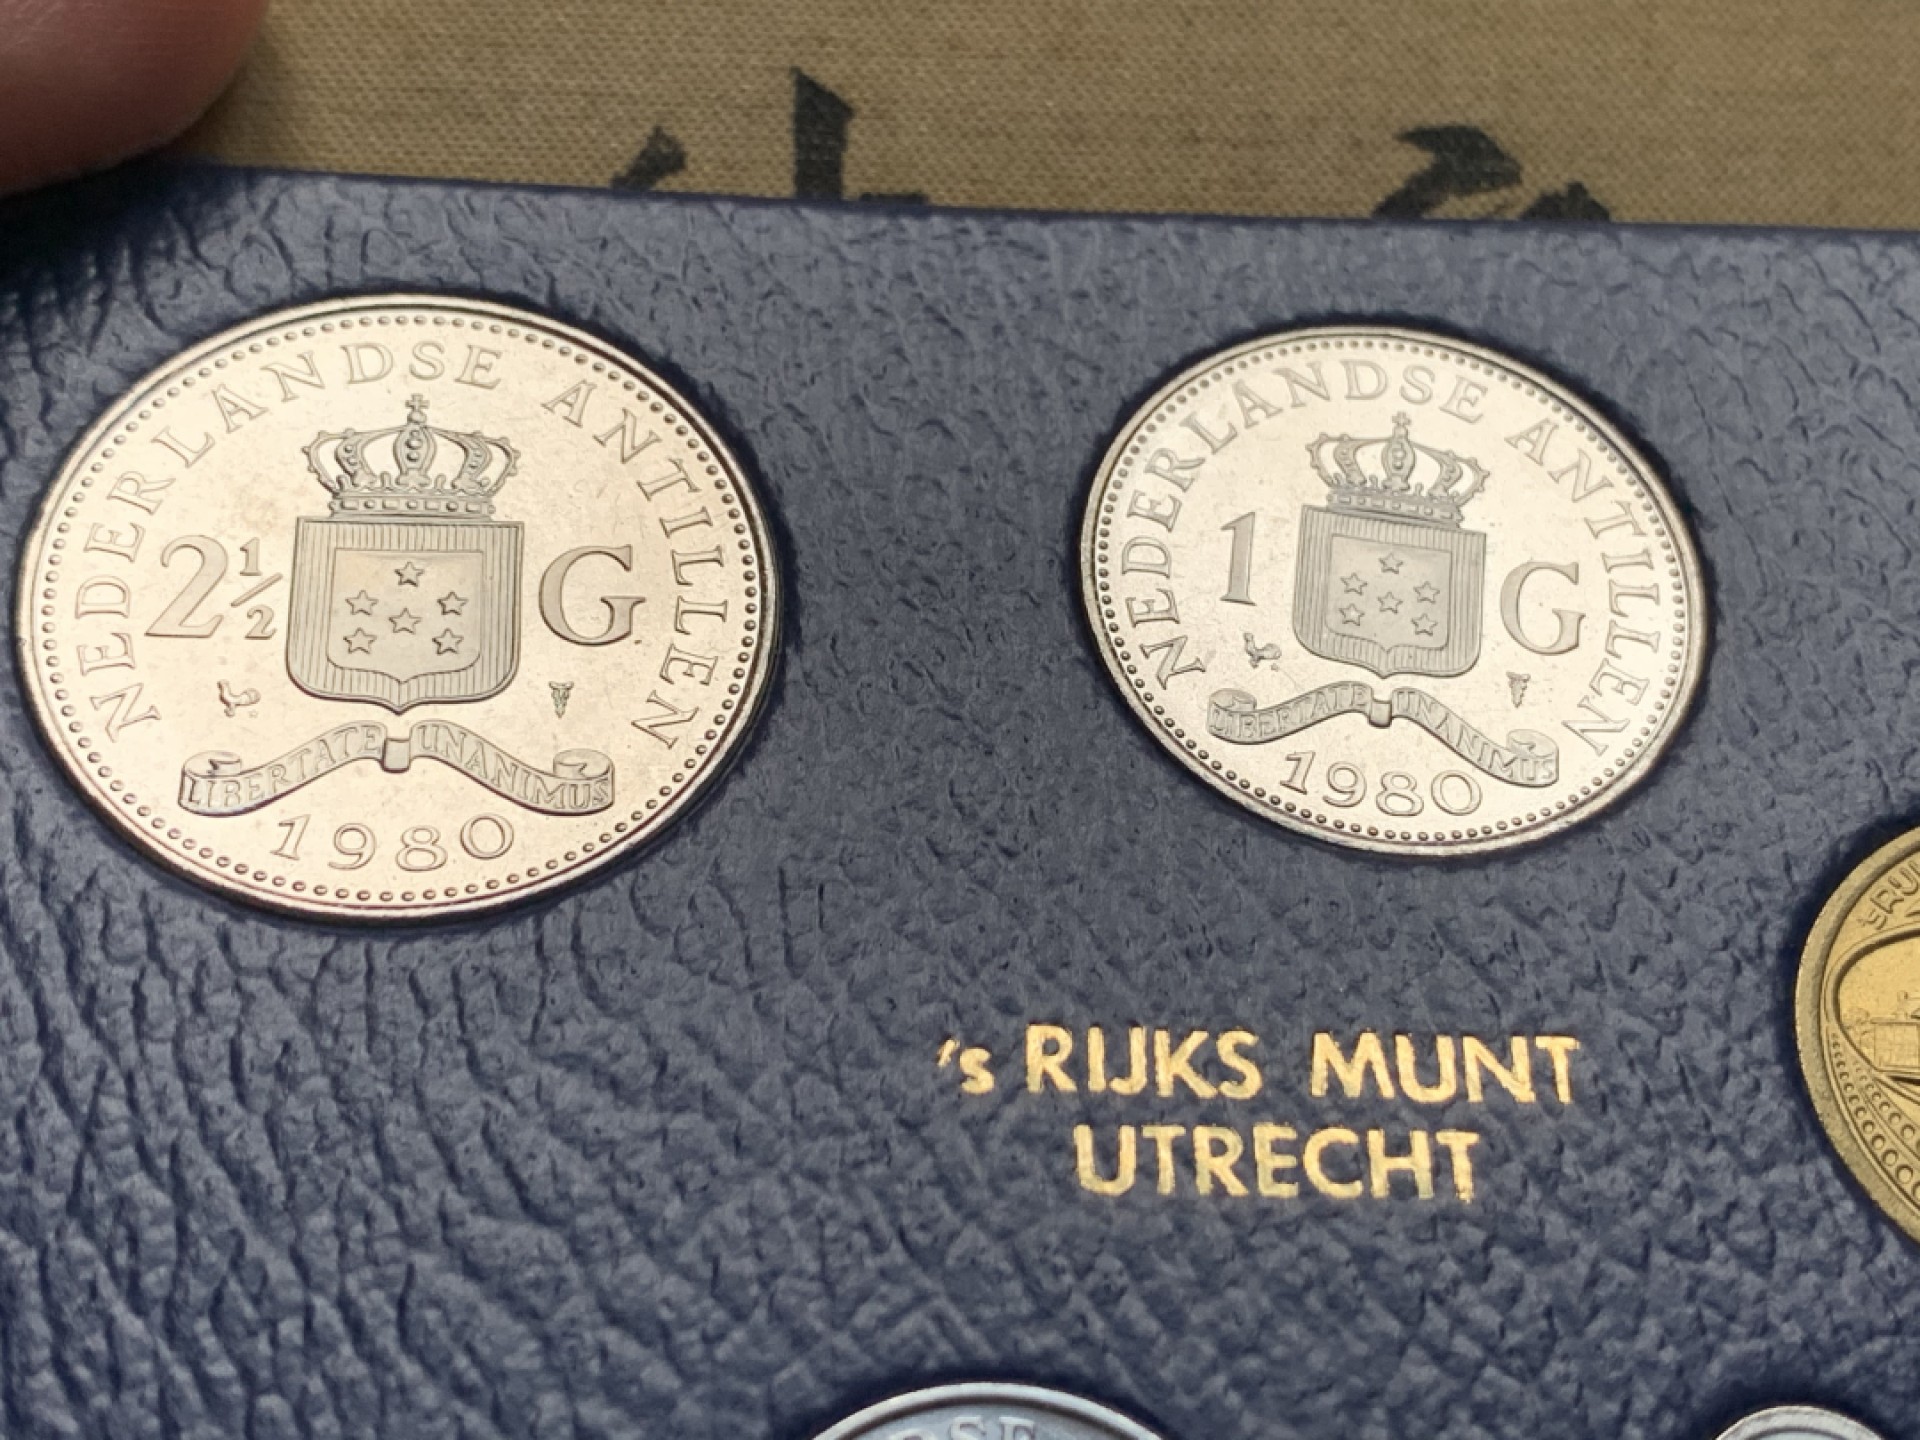 NEDERLANDSE ANTILLEN
2½ G
LIBERTATE UNANIMUS
1980
NEDERLANDSE ANTILLEN
1 G
LIBERTATE UNANIMUS
1980
's RIJKS MUNT
UTRECHT